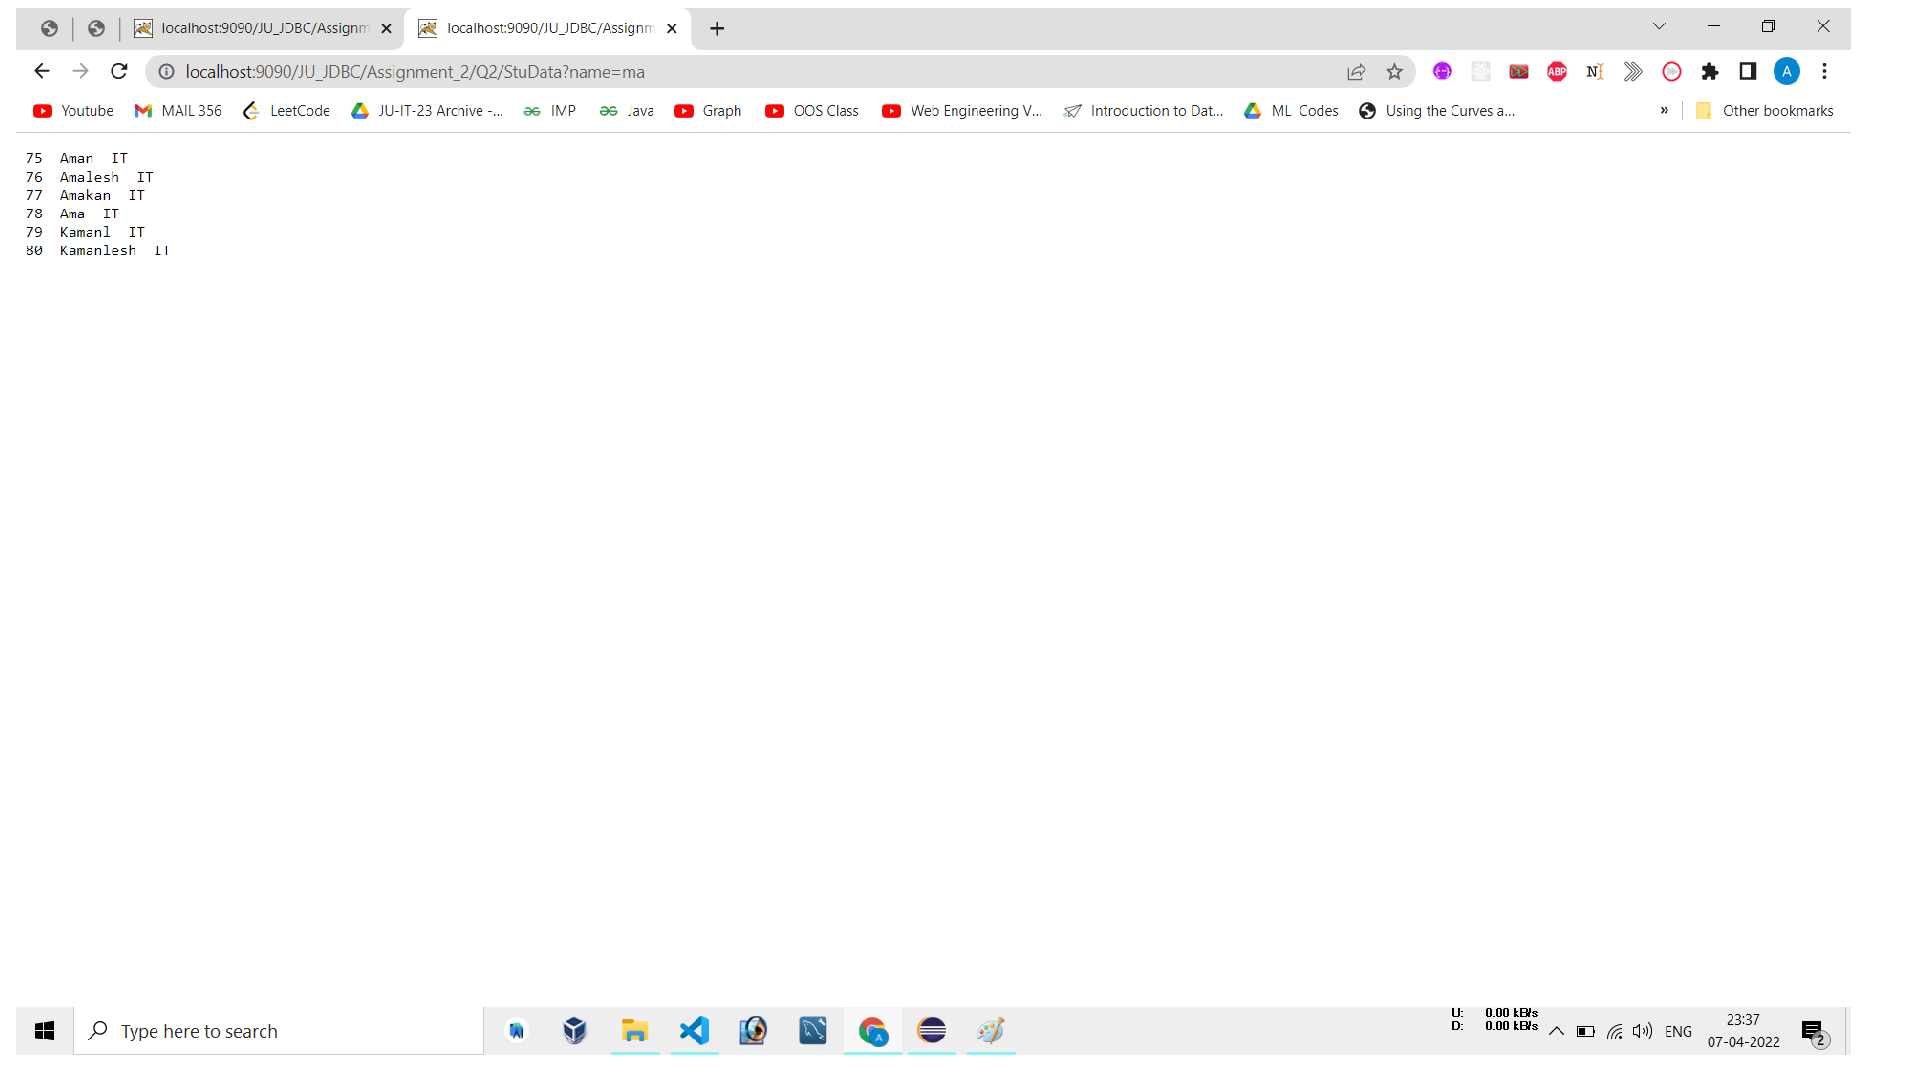 localhost:9090/JU_JDBC/Assignm localhost:9090/JU_JDBC/Assignm
localhost:9090/JU_JDBC/Assignment_2/Q2/StuData?name=ma ABP N A
Youtube MAIL 356 LeetCode JU-IT-23 Archive -... IMP Java Graph OOS Class Web Engineering V... Introduction to Dat... ML Codes Using the Curves a... » Other bookmarks
75 Aman IT
76 Amalesh IT
77 Amakan IT
78 Ama IT
79 Kamanl IT
80 Kamanlesh IT
Type here to search
U: 0.00 kB/s
D: 0.00 kB/s
ENG
23:37
07-04-2022
2